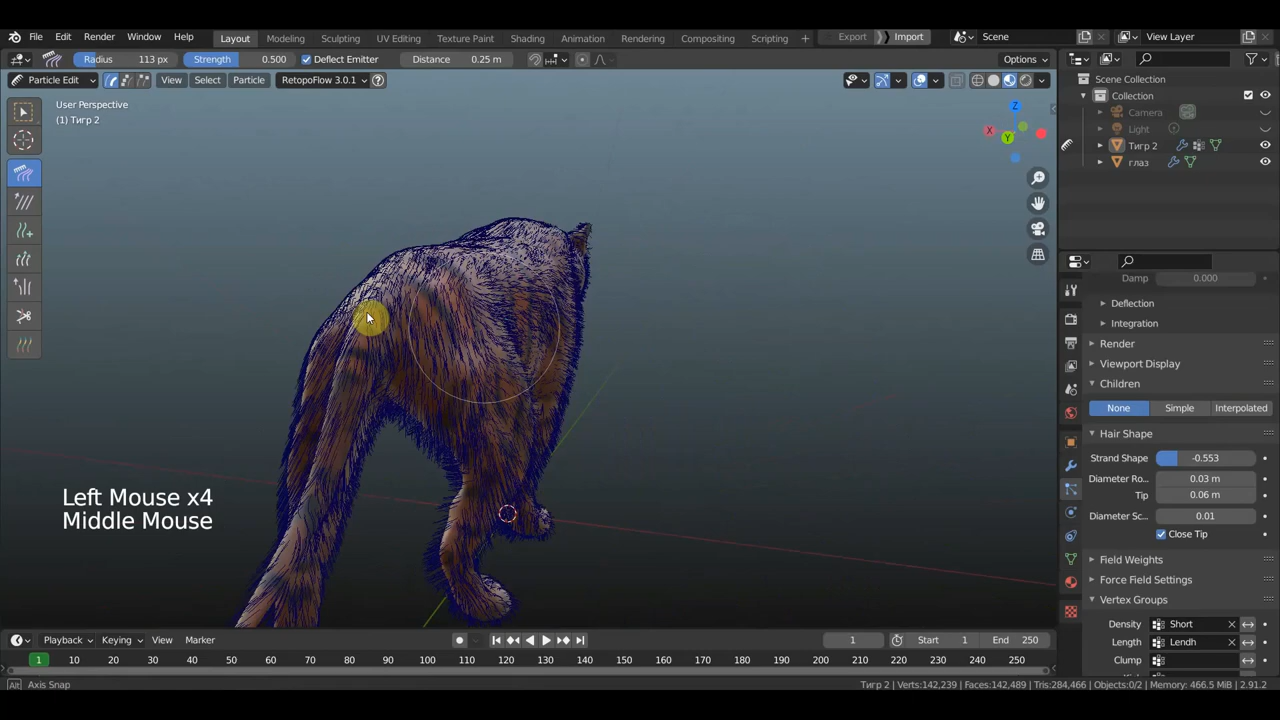 File Edit Render Window Help Layout Modeling Sculpting UV Editing Texture Paint Shading Animation Rendering Compositing Scripting + Export Import Scene View Layer
Radius 113 px Strength 0.500 Deflect Emitter Distance 0.25 m Options
Particle Edit View Select Particle RetopoFlow 3.0.1
Scene Collection
Collection
Camera
Light
Тигр 2
глаз
User Perspective
(1) Тигр 2
Z
X
Y
Damp 0.000
Deflection
Integration
Render
Viewport Display
Children
None Simple Interpolated
Hair Shape
Strand Shape -0.553
Diameter Ro... 0.03 m
Tip 0.06 m
Diameter Sc... 0.01
Close Tip
Field Weights
Force Field Settings
Vertex Groups
Density Short
Length Lendh
Clump
Left Mouse x4
Middle Mouse
Playback Keying View Marker 1 Start 1 End 250
1 10 20 30 40 50 60 70 80 90 100 110 120 130 140 150 160 170 180 190 200 210 220 230 240 250
Alt Axis Snap Тигр 2 | Verts:142,239 | Faces:142,489 | Tris:284,466 | Objects:0/2 | Memory: 466.5 MiB | 2.91.2